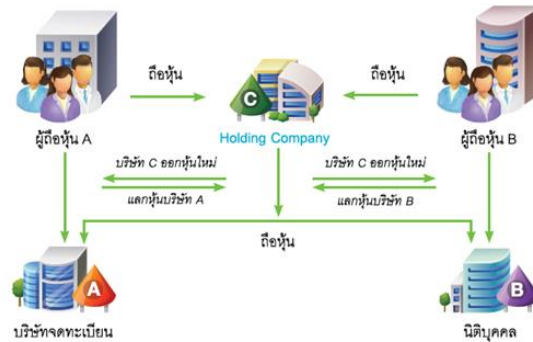 ถือหุ้น
ถือหุ้น
C
ผู้ถือหุ้น A
Holding Company
ผู้ถือหุ้น B
บริษัท C ออกหุ้นใหม่
บริษัท C ออกหุ้นใหม่
แลกหุ้นบริษัท A
แลกหุ้นบริษัท B
ถือหุ้น
A
B
บริษัทจดทะเบียน
นิติบุคคล